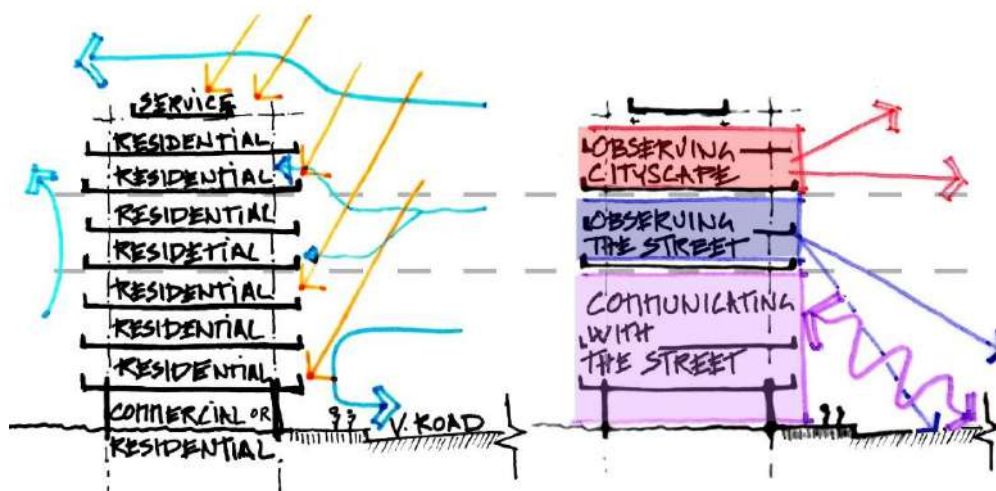 SERVICE
RESIDENTIAL
RESIDENTIAL
RESIDENTIAL
RESIDETIAL
RESIDENTIAL
RESIDENTIAL
RESIDENTIAL
COMMERCIAL OR
RESIDENTIAL
V. ROAD
OBSERVING
CITYSCAPE
OBSERVING
THE STREET
COMMUNICATING
WITH
THE STREET